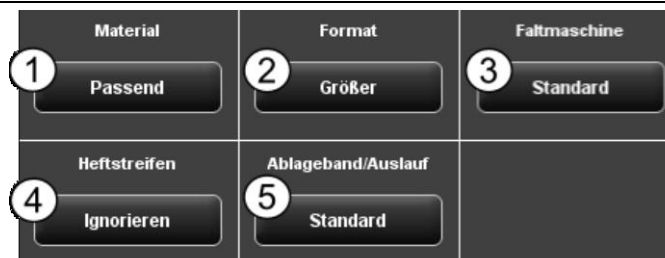 Material
Format
Faltmaschine
1
Passend
2
Größer
3
Standard
Heftstreifen
Ablageband/Auslauf
4
Ignorieren
5
Standard